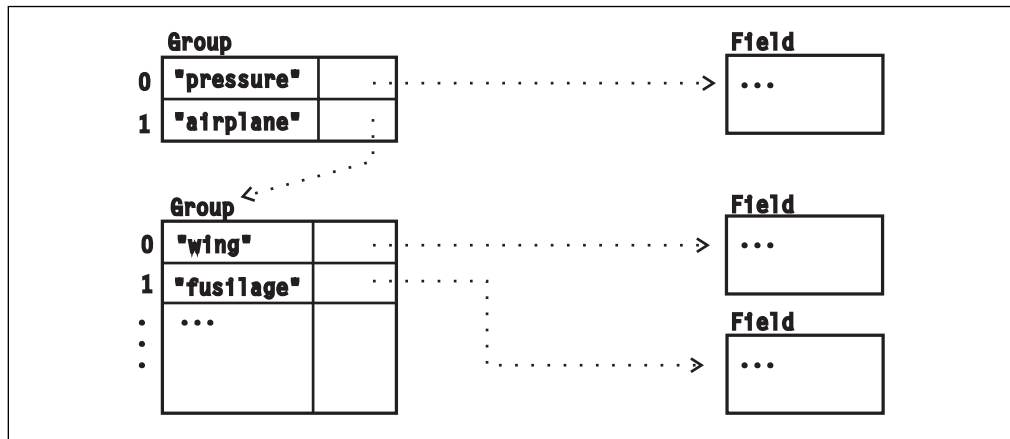 Group
Field
0 "pressure"
...
1 "airplane"
Group
Field
0 "wing"
...
1 "fusilage"
...
Field
...